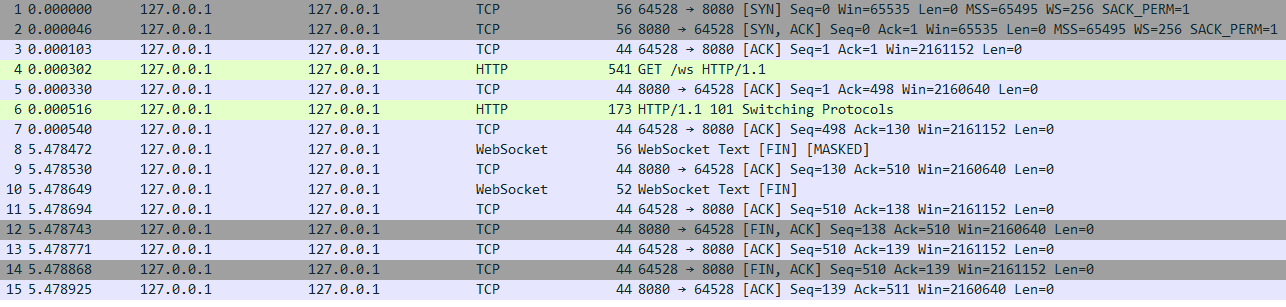 1 0.000000 127.0.0.1 127.0.0.1 TCP 56 64528 → 8080 [SYN] Seq=0 Win=65535 Len=0 MSS=65495 WS=256 SACK_PERM=1
2 0.000046 127.0.0.1 127.0.0.1 TCP 56 8080 → 64528 [SYN, ACK] Seq=0 Ack=1 Win=65535 Len=0 MSS=65495 WS=256 SACK_PERM=1
3 0.000103 127.0.0.1 127.0.0.1 TCP 44 64528 → 8080 [ACK] Seq=1 Ack=1 Win=2161152 Len=0
4 0.000302 127.0.0.1 127.0.0.1 HTTP 541 GET /ws HTTP/1.1
5 0.000330 127.0.0.1 127.0.0.1 TCP 44 8080 → 64528 [ACK] Seq=1 Ack=498 Win=2160640 Len=0
6 0.000516 127.0.0.1 127.0.0.1 HTTP 173 HTTP/1.1 101 Switching Protocols
7 0.000540 127.0.0.1 127.0.0.1 TCP 44 64528 → 8080 [ACK] Seq=498 Ack=130 Win=2161152 Len=0
8 5.478472 127.0.0.1 127.0.0.1 WebSocket 56 WebSocket Text [FIN] [MASKED]
9 5.478530 127.0.0.1 127.0.0.1 TCP 44 8080 → 64528 [ACK] Seq=130 Ack=510 Win=2160640 Len=0
10 5.478649 127.0.0.1 127.0.0.1 WebSocket 52 WebSocket Text [FIN]
11 5.478694 127.0.0.1 127.0.0.1 TCP 44 64528 → 8080 [ACK] Seq=510 Ack=138 Win=2161152 Len=0
12 5.478743 127.0.0.1 127.0.0.1 TCP 44 8080 → 64528 [FIN, ACK] Seq=138 Ack=510 Win=2160640 Len=0
13 5.478771 127.0.0.1 127.0.0.1 TCP 44 64528 → 8080 [ACK] Seq=510 Ack=139 Win=2161152 Len=0
14 5.478868 127.0.0.1 127.0.0.1 TCP 44 64528 → 8080 [FIN, ACK] Seq=510 Ack=139 Win=2161152 Len=0
15 5.478925 127.0.0.1 127.0.0.1 TCP 44 8080 → 64528 [ACK] Seq=139 Ack=511 Win=2160640 Len=0